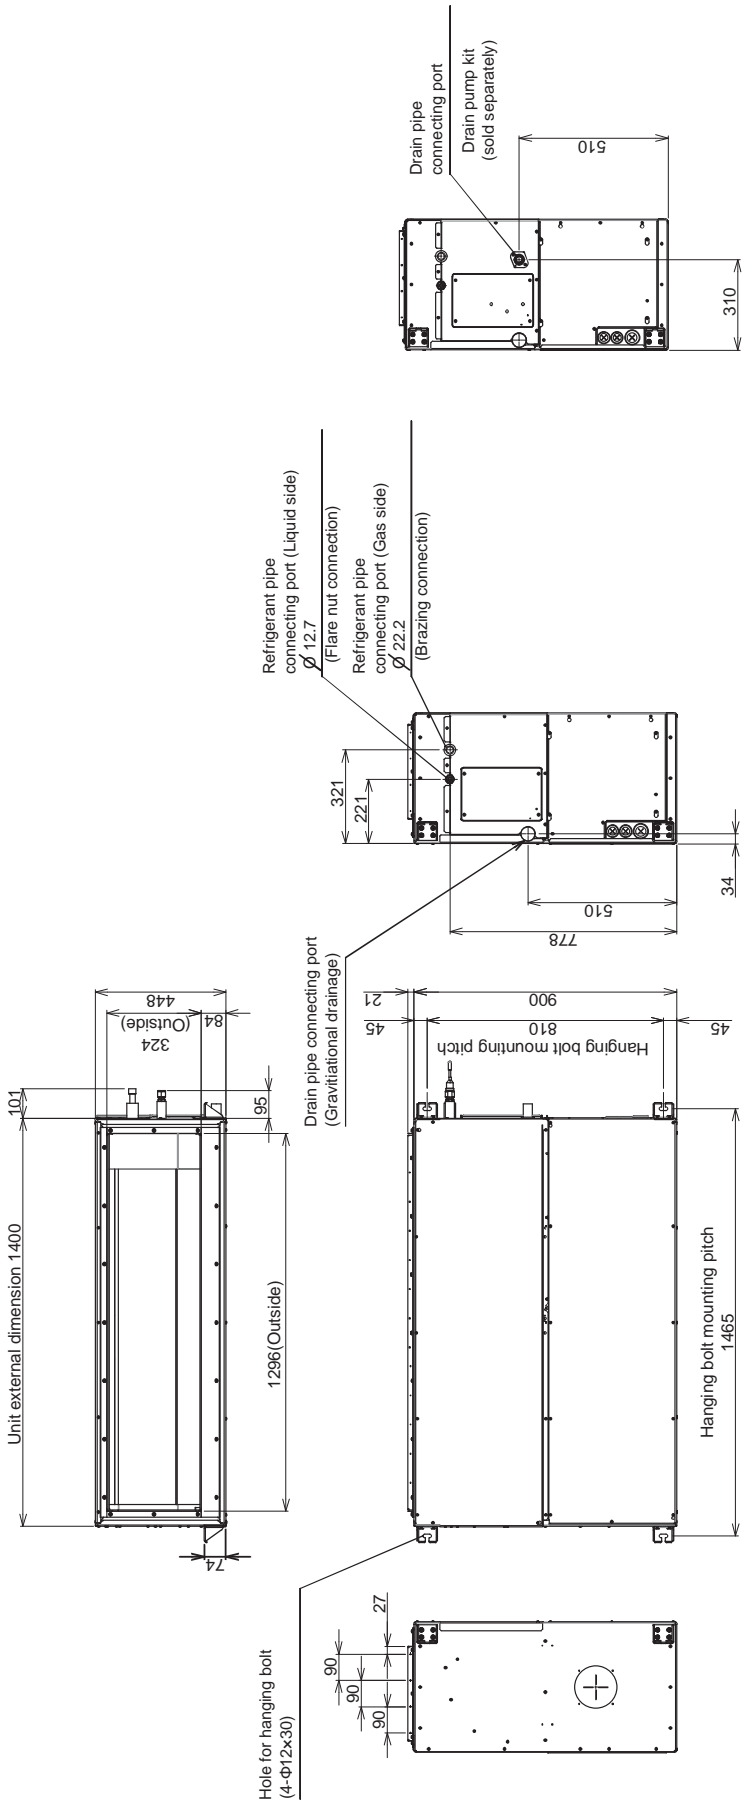 Drain pipe
connecting port
Drain pump kit
(sold separately)
510
310
Refrigerant pipe
connecting port (Liquid side)
Ø 12.7
(Flare nut connection)
Refrigerant pipe
connecting port (Gas side)
Ø 22.2
(Brazing connection)
321
221
34
510
778
Drain pipe connecting port
(Gravitiational drainage)
Unit external dimension 1400
101
448
324
(Outside)
84
95
1296(Outside)
74
21
45
900
810
Hanging bolt mounting pitch
45
Hanging bolt mounting pitch
1465
Hole for hanging bolt
(4-Φ12×30)
90
90
90
27